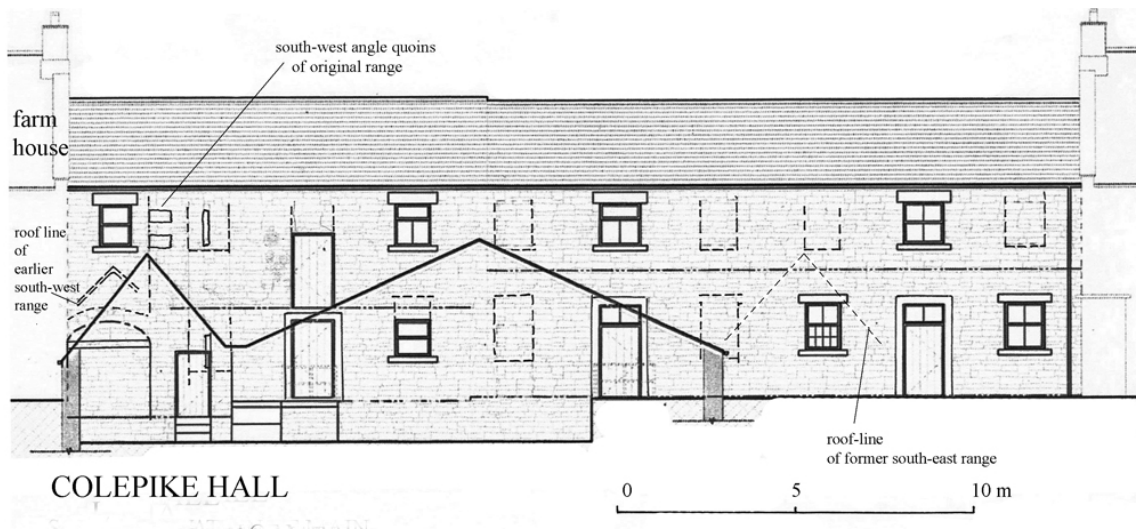 south-west angle quoins
of original range
farm
house
roof line
of
earlier
south-west
range
roof-line
of former south-east range
COLEPIKE HALL
0 5 10 m